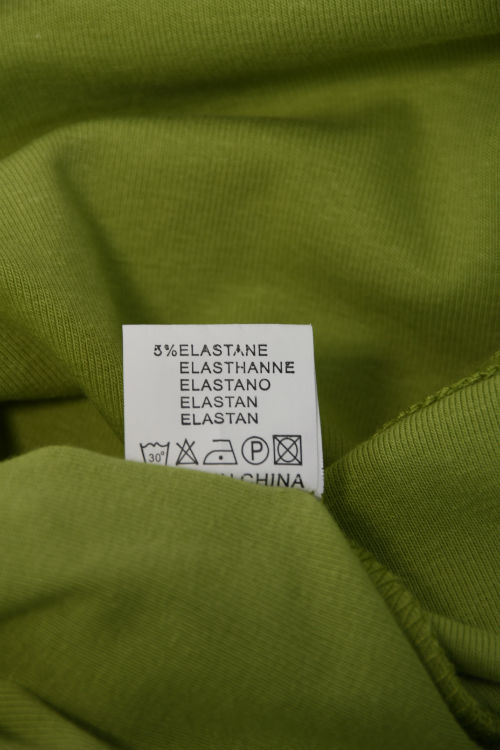 5%ELASTANE
ELASTHANNE
ELASTANO
ELASTAN
ELASTAN
30°
P
CHINA